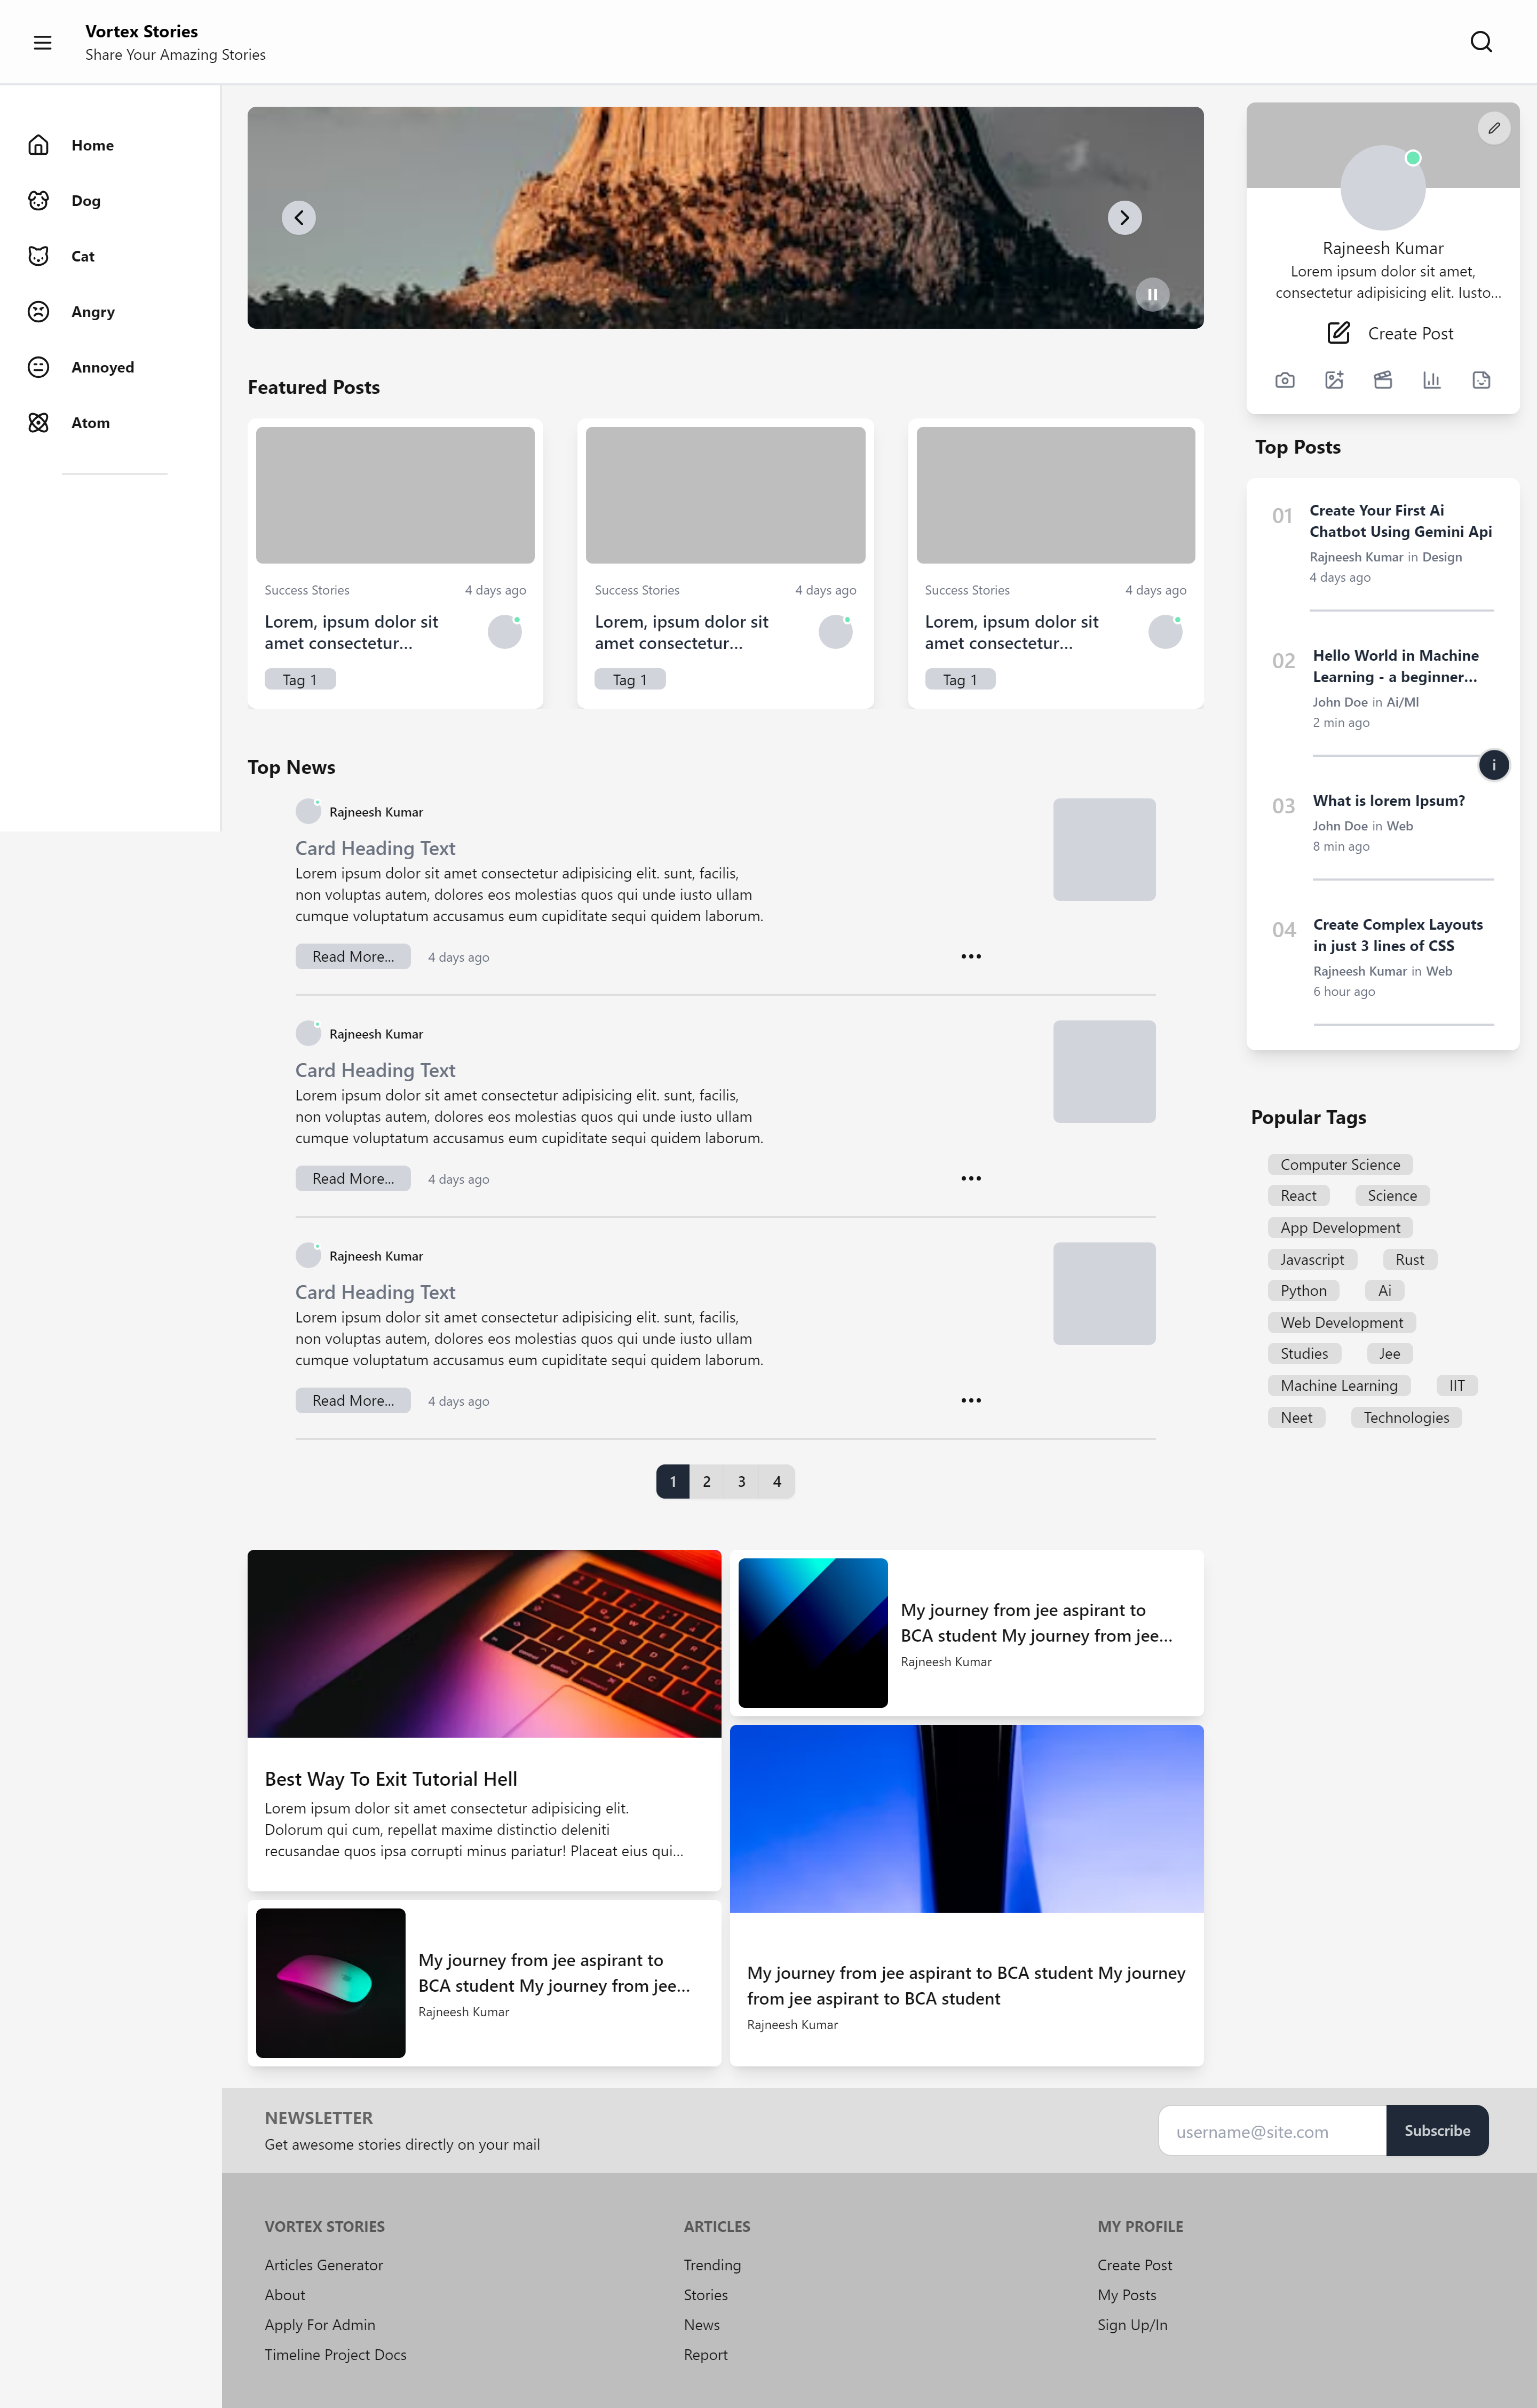 Vortex Stories
Share Your Amazing Stories
Home
Dog
Cat
Angry
Annoyed
Atom
Featured Posts
Success Stories
4 days ago
Lorem, ipsum dolor sit
amet consectetur...
Tag 1
Success Stories
4 days ago
Lorem, ipsum dolor sit
amet consectetur...
Tag 1
Success Stories
4 days ago
Lorem, ipsum dolor sit
amet consectetur...
Tag 1
Top News
Rajneesh Kumar
Card Heading Text
Lorem ipsum dolor sit amet consectetur adipisicing elit. sunt, facilis,
non voluptas autem, dolores eos molestias quos qui unde iusto ullam
cumque voluptatum accusamus eum cupiditate sequi quidem laborum.
Read More...
4 days ago
Rajneesh Kumar
Card Heading Text
Lorem ipsum dolor sit amet consectetur adipisicing elit. sunt, facilis,
non voluptas autem, dolores eos molestias quos qui unde iusto ullam
cumque voluptatum accusamus eum cupiditate sequi quidem laborum.
Read More...
4 days ago
Rajneesh Kumar
Card Heading Text
Lorem ipsum dolor sit amet consectetur adipisicing elit. sunt, facilis,
non voluptas autem, dolores eos molestias quos qui unde iusto ullam
cumque voluptatum accusamus eum cupiditate sequi quidem laborum.
Read More...
4 days ago
1 2 3 4
Best Way To Exit Tutorial Hell
Lorem ipsum dolor sit amet consectetur adipisicing elit.
Dolorum qui cum, repellat maxime distinctio deleniti
recusandae quos ipsa corrupti minus pariatur! Placeat eius qui...
My journey from jee aspirant to
BCA student My journey from jee...
Rajneesh Kumar
My journey from jee aspirant to
BCA student My journey from jee...
Rajneesh Kumar
My journey from jee aspirant to BCA student My journey
from jee aspirant to BCA student
Rajneesh Kumar
Rajneesh Kumar
Lorem ipsum dolor sit amet,
consectetur adipisicing elit. Iusto...
Create Post
Top Posts
01
Create Your First Ai
Chatbot Using Gemini Api
Rajneesh Kumar in Design
4 days ago
02
Hello World in Machine
Learning - a beginner...
John Doe in Ai/Ml
2 min ago
i
03
What is lorem Ipsum?
John Doe in Web
8 min ago
04
Create Complex Layouts
in just 3 lines of CSS
Rajneesh Kumar in Web
6 hour ago
Popular Tags
Computer Science
React Science
App Development
Javascript Rust
Python Ai
Web Development
Studies Jee
Machine Learning IIT
Neet Technologies
NEWSLETTER
Get awesome stories directly on your mail
username@site.com
Subscribe
VORTEX STORIES
Articles Generator
About
Apply For Admin
Timeline Project Docs
ARTICLES
Trending
Stories
News
Report
MY PROFILE
Create Post
My Posts
Sign Up/In